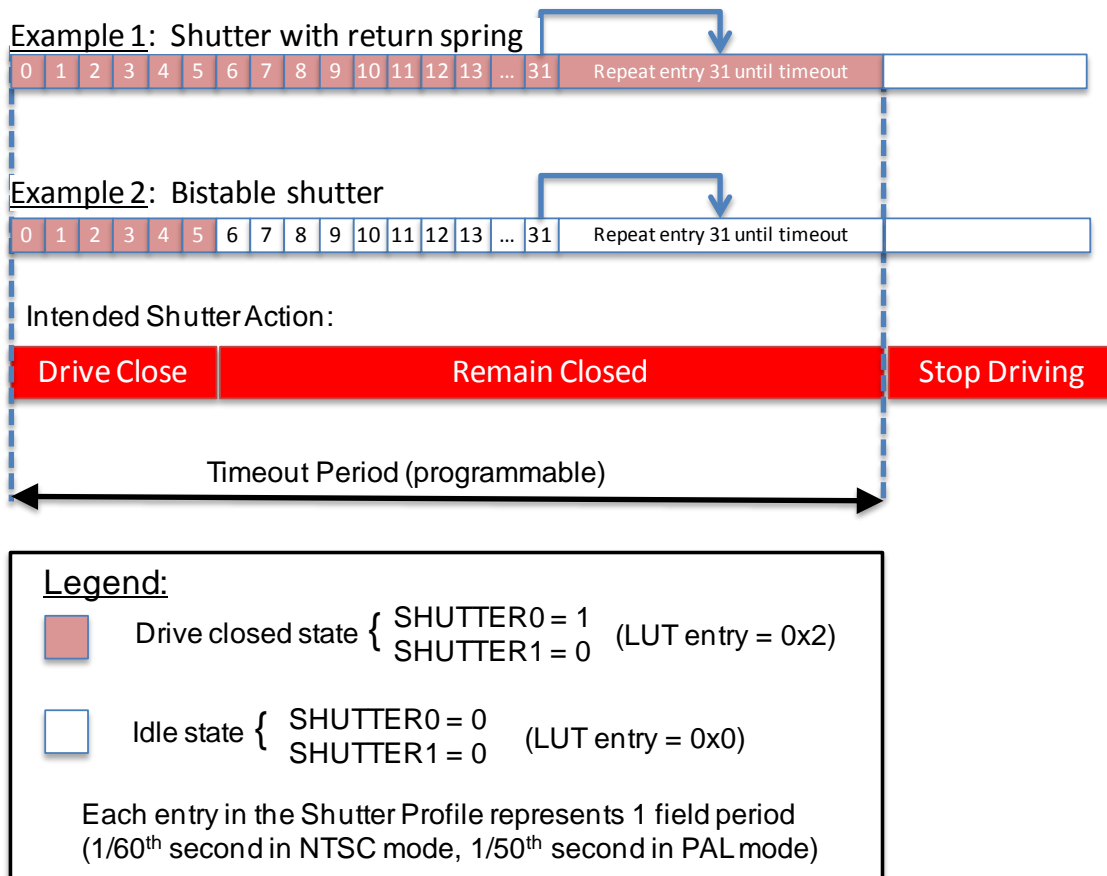 Example 1: Shutter with return spring
0 1 2 3 4 5 6 7 8 9 10 11 12 13 ... 31 Repeat entry 31 until timeout
Example 2: Bistable shutter
0 1 2 3 4 5 6 7 8 9 10 11 12 13 ... 31 Repeat entry 31 until timeout
Intended Shutter Action:
Drive Close Remain Closed Stop Driving
Timeout Period (programmable)
Legend:
Drive closed state { SHUTTER0 = 1
SHUTTER1 = 0 (LUT entry = 0x2)
Idle state { SHUTTER0 = 0
SHUTTER1 = 0 (LUT entry = 0x0)
Each entry in the Shutter Profile represents 1 field period
(1/60th second in NTSC mode, 1/50th second in PAL mode)